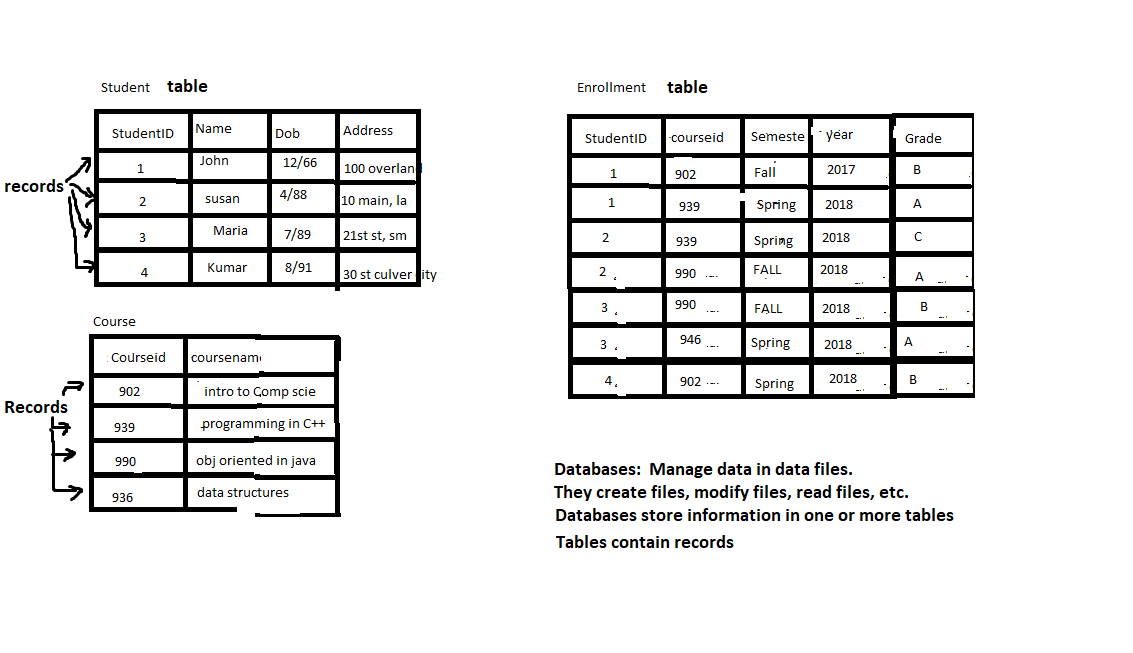 Student table
StudentID Name Dob Address
records
1 John 12/66 100 overland
2 susan 4/88 10 main, la
3 Maria 7/89 21st st, sm
4 Kumar 8/91 30 st culver city
Course
Courseid coursename
Records
902 intro to Comp scie
939 programming in C++
990 obj oriented in java
936 data structures
Enrollment table
StudentID courseid Semeste year Grade
1 902 Fall 2017 B
1 939 Spring 2018 A
2 939 Spring 2018 C
2 990 FALL 2018 A
3 990 FALL 2018 B
3 946 Spring 2018 A
4 902 Spring 2018 B
Databases: Manage data in data files.
They create files, modify files, read files, etc.
Databases store information in one or more tables
Tables contain records